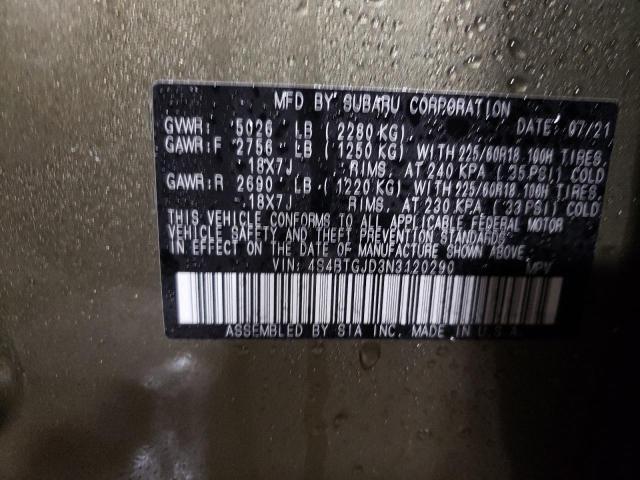 MFD BY SUBARU CORPORATION
GVWR: 5026 LB (2280 KG) DATE: 07/21
GAWR:F 2756 LB (1250 KG) WITH 225/60R18 100H TIRES.
18X7J RIMS. AT 240 KPA (35 PSI) COLD
GAWR:R 2690 LB (1220 KG) WITH 225/60R18 100H TIRES.
18X7J RIMS. AT 230 KPA (33 PSI) COLD
THIS VEHICLE CONFORMS TO ALL APPLICABLE FEDERAL MOTOR
VEHICLE SAFETY AND THEFT PREVENTION STANDARDS
IN EFFECT ON THE DATE OF MANUFACTURE SHOWN ABOVE.
VIN: 4S4BTGJD3N3120290 MPV
ASSEMBLED BY SIA INC. MADE IN U.S.A.